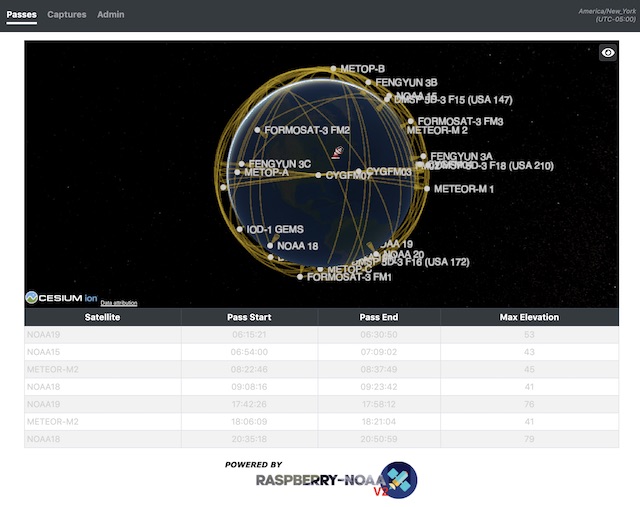 Passes Captures Admin
America/New_York
(UTC-05:00)
METOP-B
FENGYUN 3B
NOAA 15
DMSP 5D-3 F15 (USA 147)
FORMOSAT-3 FM3
FORMOSAT-3 FM2
METEOR-M 2
FENGYUN 3A
FENGYUN 3C
5D-3 F18 (USA 210)
METOP-A
CYGFM07
CYGFM03
METEOR-M 1
IOD-1 GEMS
NOAA 18
NOAA 20
METOP-C
5D-3 F16 (USA 172)
FORMOSAT-3 FM1
CESIUM ion
Data attribution
Satellite Pass Start Pass End Max Elevation
NOAA19 06:15:21 06:30:50 53
NOAA15 06:54:00 07:09:02 43
METEOR-M2 08:22:46 08:37:49 45
NOAA18 09:08:16 09:23:42 41
NOAA19 17:42:26 17:58:12 76
METEOR-M2 18:06:09 18:21:04 41
NOAA18 20:35:18 20:50:59 79
POWERED BY
RASPBERRY-NOAA
V2